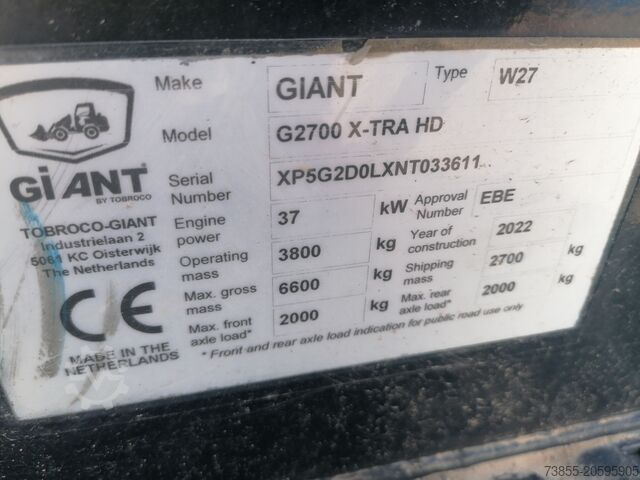 Make GIANT Type W27
Model G2700 X-TRA HD
Serial Number XP5G2D0LXNT033611
Engine power 37 kW Approval Number EBE
Operating mass 3800 kg Year of construction 2022
Max. gross mass 6600 kg Shipping mass 2700 kg
Max. front axle load* 2000 kg Max. rear axle load* 2000 kg
* Front and rear axle load indication for public road use only
GiANT
BY TOBROCO
TOBROCO-GIANT
Industrielaan 2
5061 KC Oisterwijk
The Netherlands
CE
MADE IN THE
NETHERLANDS
73855-20595905